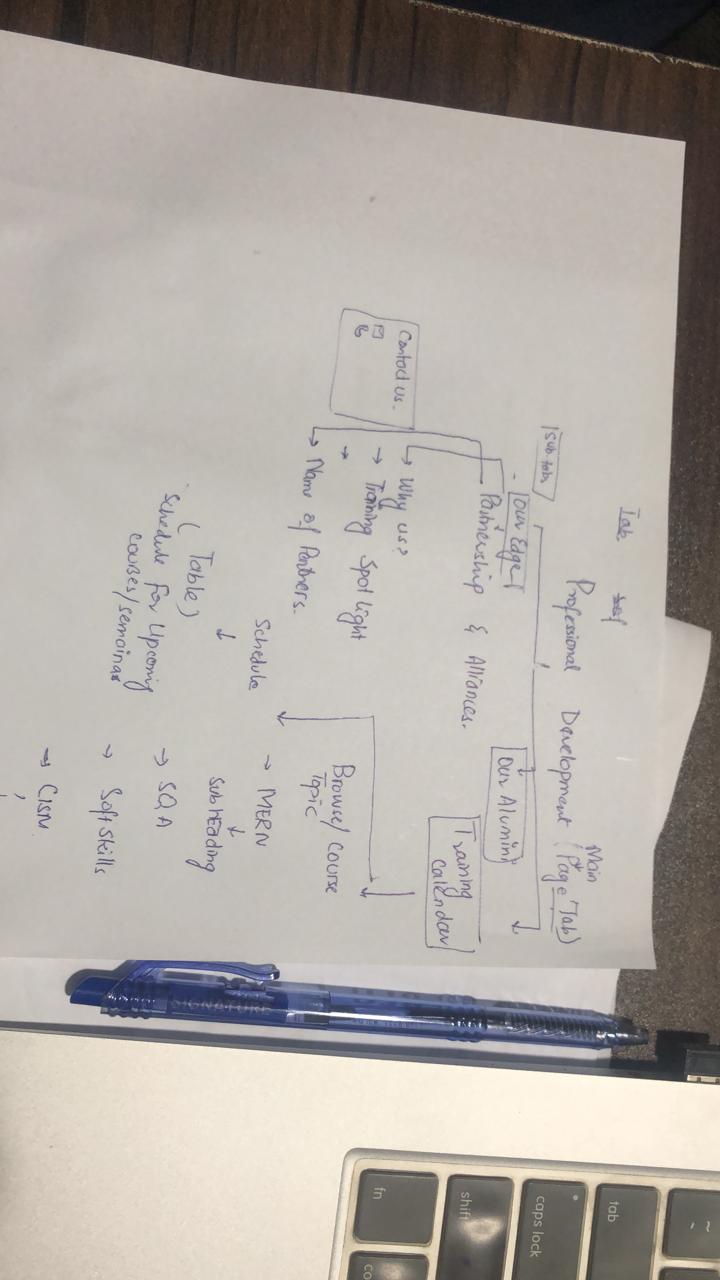 Tab
Main
Professional Development (Page Tab)
Sub tabs
Our Edge
Our Alumini
Partnership & Alliances.
Training
Calendar
Contact us.
Why us?
Training Spot light
Name of Partners.
Browse/ Course
Topic
Schedule
MERN
Sub HEading
(Table)
Schedule For Upcoming
courses/semainas
SQA
Soft skills
CISM
tab
caps lock
shift
fn
co